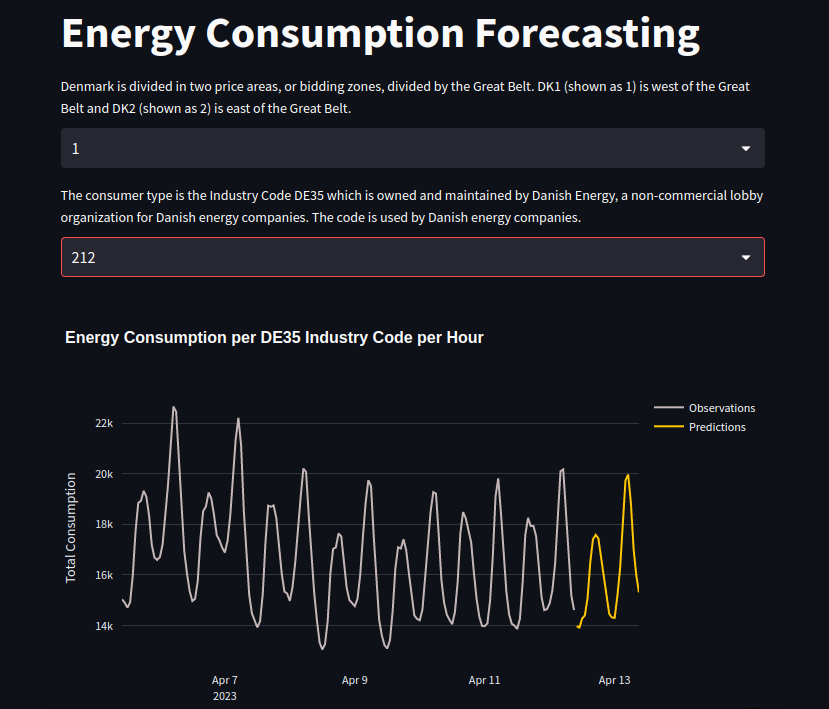 Energy Consumption Forecasting
Denmark is divided in two price areas, or bidding zones, divided by the Great Belt. DK1 (shown as 1) is west of the Great
Belt and DK2 (shown as 2) is east of the Great Belt.
1
The consumer type is the Industry Code DE35 which is owned and maintained by Danish Energy, a non-commercial lobby
organization for Danish energy companies. The code is used by Danish energy companies.
212
Energy Consumption per DE35 Industry Code per Hour
Observations
Predictions
Total Consumption
22k
20k
18k
16k
14k
Apr 7
2023
Apr 9
Apr 11
Apr 13